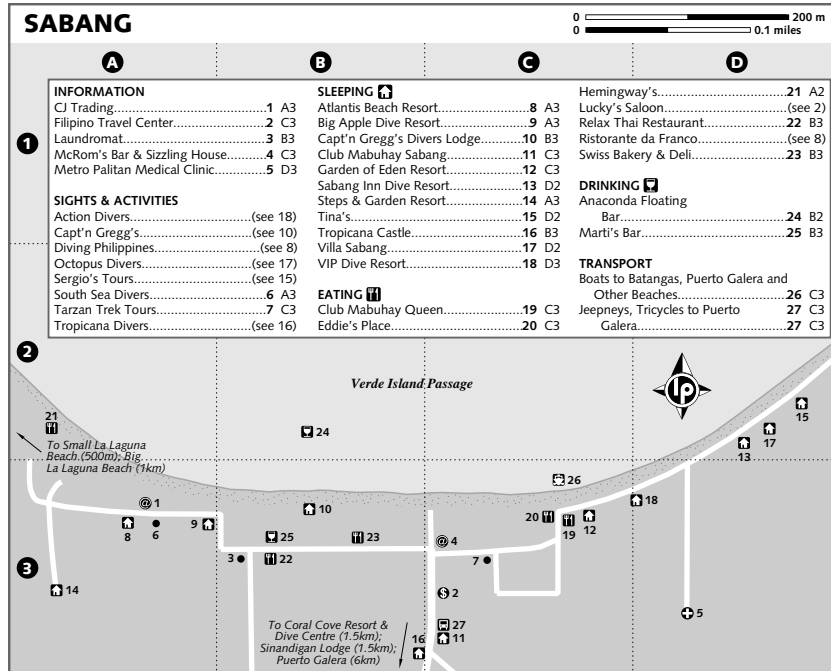 SABANG
0 200 m
0 0.1 miles
A B C D
1
INFORMATION
CJ Trading 1 A3
Filipino Travel Center 2 C3
Laundromat 3 B3
McRom's Bar & Sizzling House 4 C3
Metro Palitan Medical Clinic 5 D3
SIGHTS & ACTIVITIES
Action Divers (see 18)
Capt'n Gregg's (see 10)
Diving Philippines (see 8)
Octopus Divers (see 17)
Sergio's Tours (see 15)
South Sea Divers 6 A3
Tarzan Trek Tours 7 C3
Tropicana Divers (see 16)
SLEEPING
Atlantis Beach Resort 8 A3
Big Apple Dive Resort 9 A3
Capt'n Gregg's Divers Lodge 10 B3
Club Mabuhay Sabang 11 C3
Garden of Eden Resort 12 C3
Sabang Inn Dive Resort 13 D2
Steps & Garden Resort 14 A3
Tina's 15 D2
Tropicana Castle 16 B3
Villa Sabang 17 D2
VIP Dive Resort 18 D3
EATING
Club Mabuhay Queen 19 C3
Eddie's Place 20 C3
Hemingway's 21 A2
Lucky's Saloon (see 2)
Relax Thai Restaurant 22 B3
Ristorante da Franco (see 8)
Swiss Bakery & Deli 23 B3
DRINKING
Anaconda Floating
Bar 24 B2
Marti's Bar 25 B3
TRANSPORT
Boats to Batangas, Puerto Galera and
Other Beaches 26 C3
Jeepneys, Tricycles to Puerto 27 C3
Galera 27 C3
2
Verde Island Passage
lp
21
24
15
17
13
To Small La Laguna
Beach (500m); Big
La Laguna Beach (1km)
26
@ 1
10
18
8
6
9
25
23
@ 4
20
19
12
3
3
22
7
14
$ 2
5
To Coral Cove Resort &
Dive Centre (1.5km);
Sinandigan Lodge (1.5km);
Puerto Galera (6km)
27
16
11